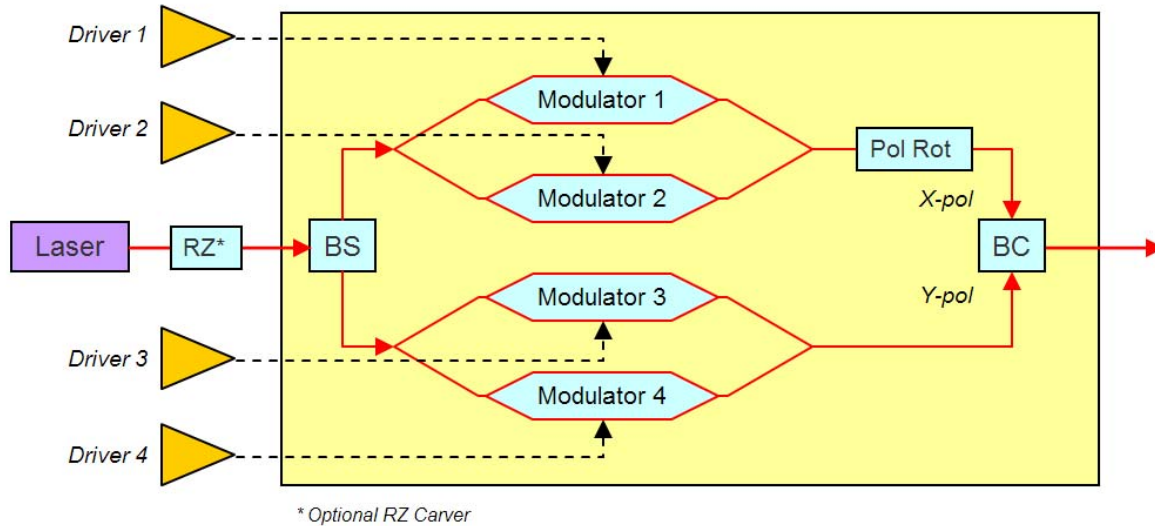 Driver 1
Modulator 1
Driver 2
Pol Rot
Modulator 2
X-pol
Laser
RZ*
BS
BC
Modulator 3
Y-pol
Driver 3
Modulator 4
Driver 4
* Optional RZ Carver